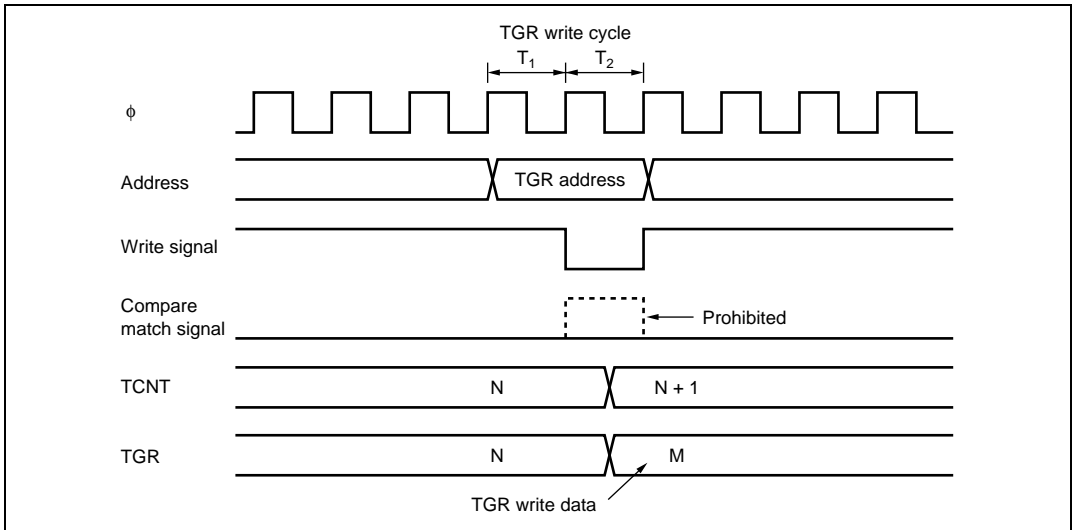 TGR write cycle
T₁ T₂
φ
Address TGR address
Write signal
Compare
match signal
Prohibited
TCNT N N + 1
TGR N M
TGR write data